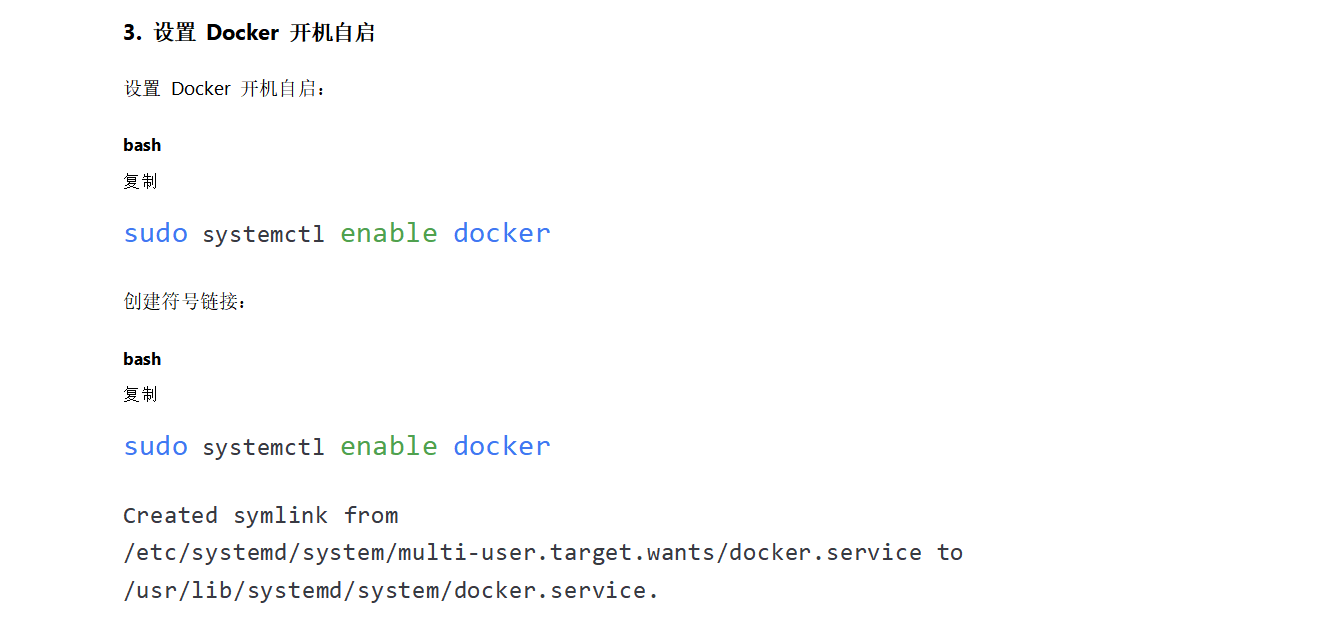 3. 设置 Docker 开机自启
设置 Docker 开机自启：
bash
复制
sudo systemctl enable docker
创建符号链接：
bash
复制
sudo systemctl enable docker
Created symlink from
/etc/systemd/system/multi-user.target.wants/docker.service to
/usr/lib/systemd/system/docker.service.